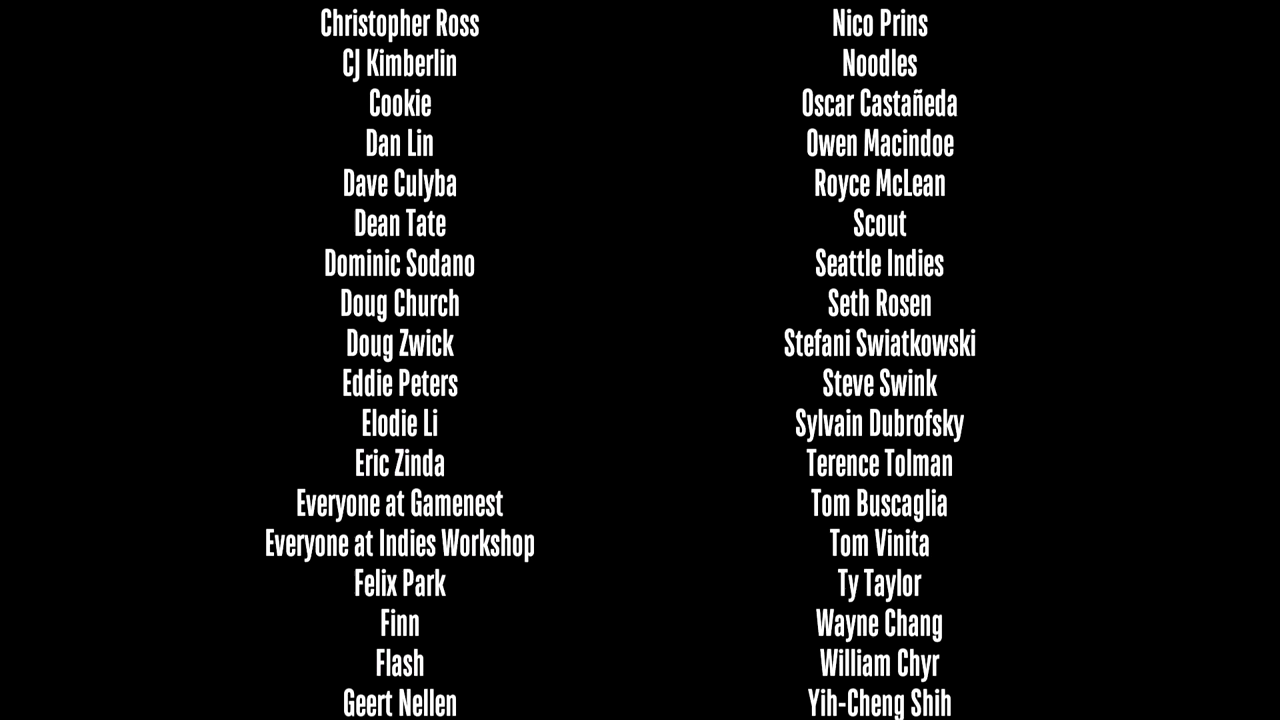 Christopher Ross
CJ Kimberlin
Cookie
Dan Lin
Dave Culyba
Dean Tate
Dominic Sodano
Doug Church
Doug Zwick
Eddie Peters
Elodie Li
Eric Zinda
Everyone at Gamenest
Everyone at Indies Workshop
Felix Park
Finn
Flash
Geert Nellen
Nico Prins
Noodles
Oscar Castañeda
Owen Macindoe
Royce McLean
Scout
Seattle Indies
Seth Rosen
Stefani Swiatkowski
Steve Swink
Sylvain Dubrofsky
Terence Tolman
Tom Buscaglia
Tom Vinita
Ty Taylor
Wayne Chang
William Chyr
Yih-Cheng Shih